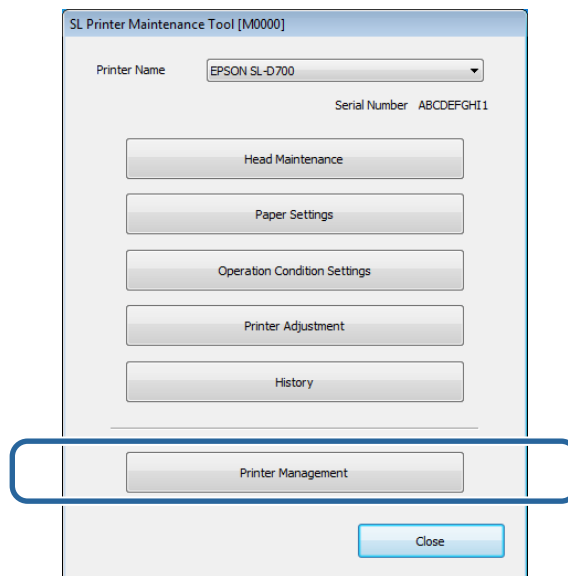 SL Printer Maintenance Tool [M0000]
Printer Name EPSON SL-D700
Serial Number ABCDEFGHI1
Head Maintenance
Paper Settings
Operation Condition Settings
Printer Adjustment
History
Printer Management
Close